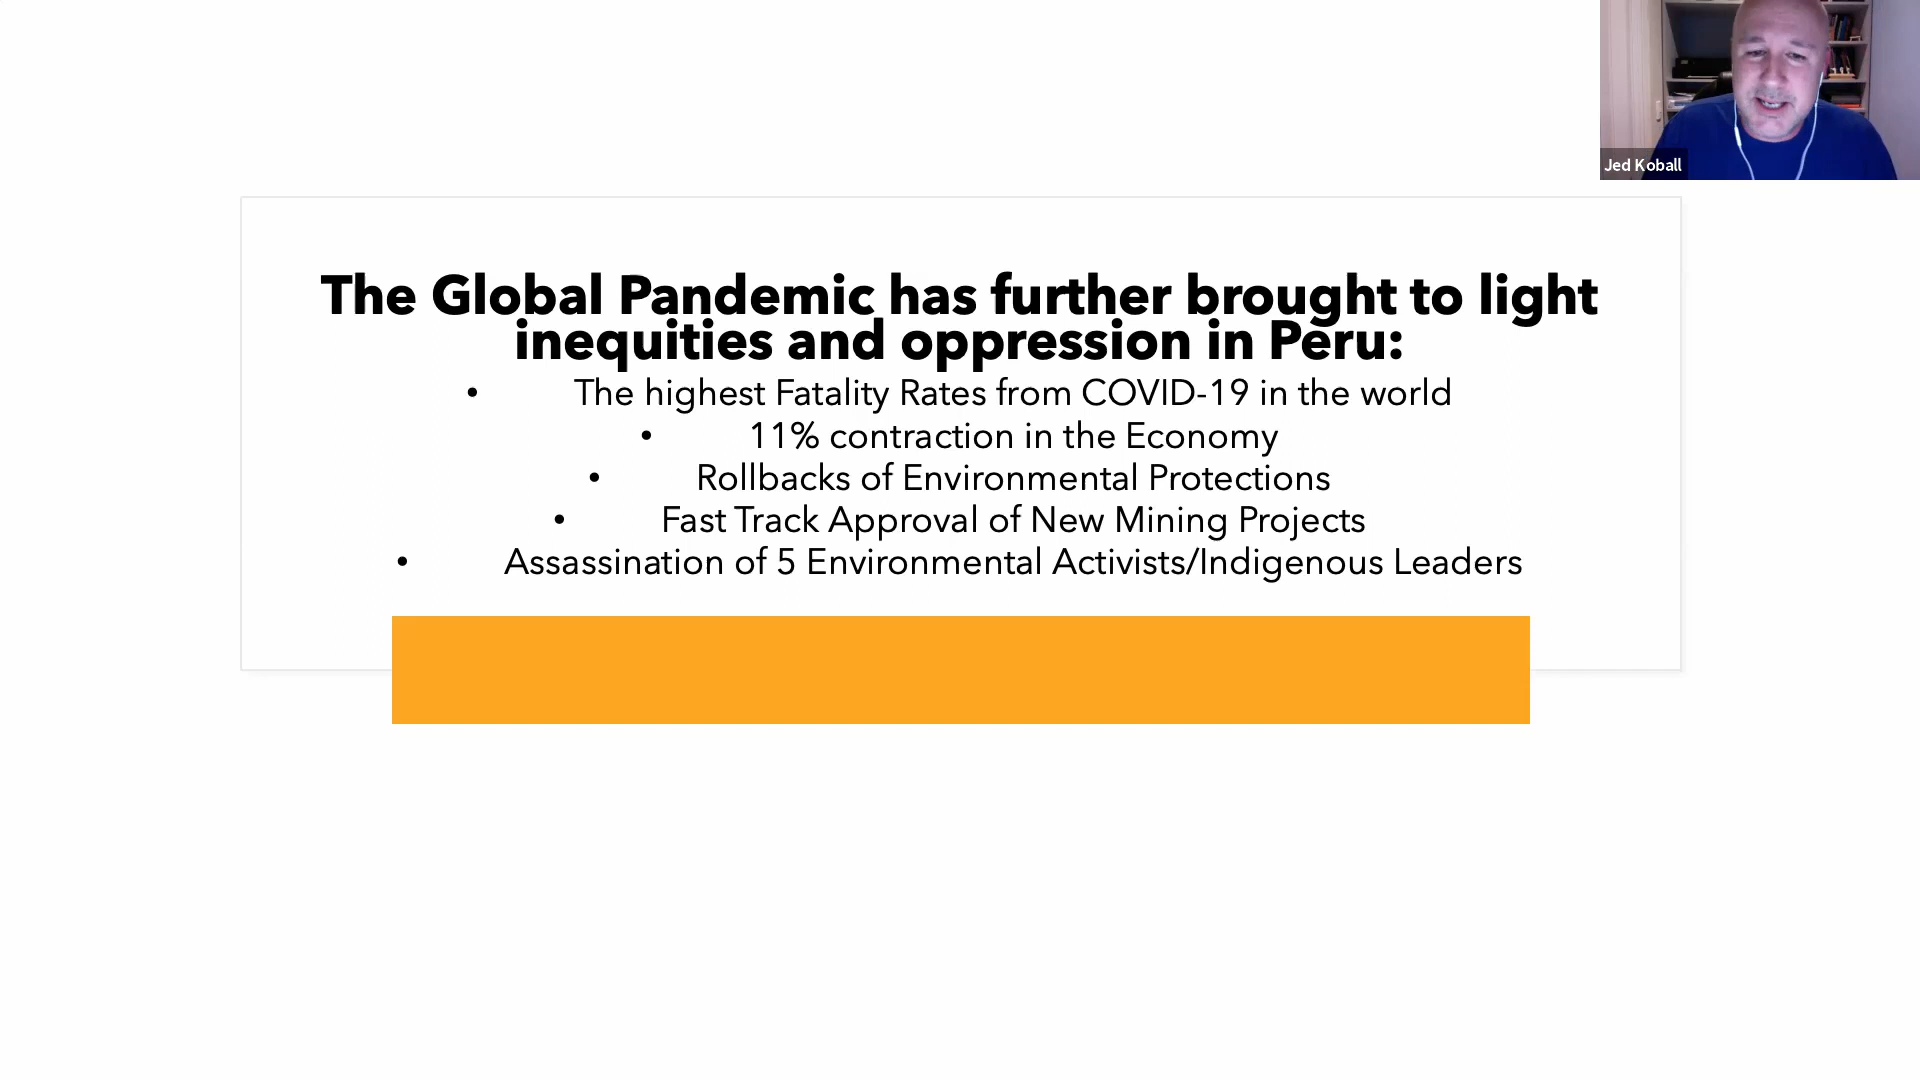 Jed Koball
The Global Pandemic has further brought to light
inequities and oppression in Peru:
• The highest Fatality Rates from COVID-19 in the world
• 11% contraction in the Economy
• Rollbacks of Environmental Protections
• Fast Track Approval of New Mining Projects
• Assassination of 5 Environmental Activists/Indigenous Leaders